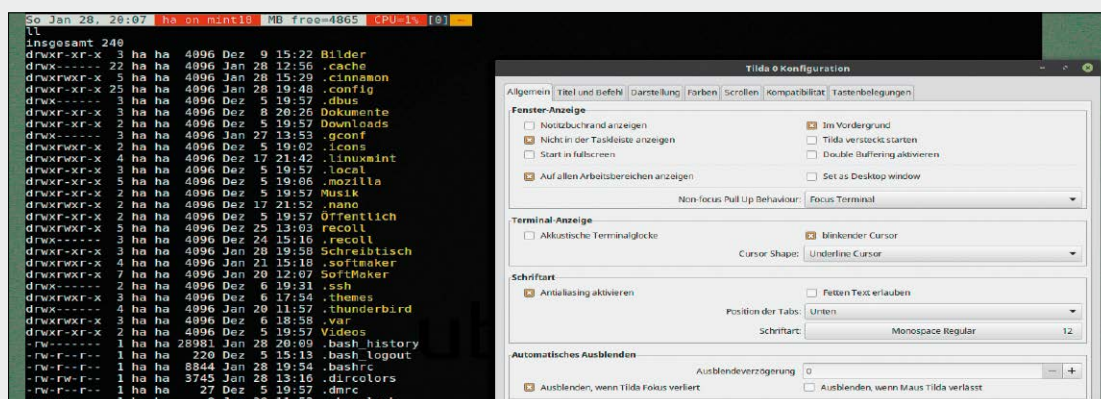 So Jan 28, 20:07 ha on mint18 MB free=4865 CPU=1% [0] ~
ll
insgesamt 240
drwxr-xr-x 3 ha ha 4096 Dez 9 15:22 Bilder
drwx------ 22 ha ha 4096 Jan 28 12:56 .cache
drwxr-xr-x 5 ha ha 4096 Jan 28 15:29 .cinnamon
drwxr-xr-x 25 ha ha 4096 Jan 28 19:48 .config
drwx------ 3 ha ha 4096 Dez 5 19:57 .dbus
drwxr-xr-x 3 ha ha 4096 Dez 8 20:26 Dokumente
drwxr-xr-x 2 ha ha 4096 Dez 5 19:57 Downloads
drwx------ 3 ha ha 4096 Jan 27 13:53 .gconf
drwxrwxr-x 2 ha ha 4096 Dez 5 19:02 .icons
drwxr-xr-x 4 ha ha 4096 Dez 17 21:42 .linuxmint
drwxr-xr-x 3 ha ha 4096 Dez 5 19:57 .local
drwxr-xr-x 5 ha ha 4096 Dez 5 19:06 .mozilla
drwxr-xr-x 2 ha ha 4096 Dez 5 19:57 Musik
drwxrwxr-x 2 ha ha 4096 Dez 17 21:52 .nano
drwxr-xr-x 2 ha ha 4096 Dez 5 19:57 Öffentlich
drwxr-xr-x 5 ha ha 4096 Dez 25 13:03 recoll
drwx------ 3 ha ha 4096 Dez 24 15:16 .recoll
drwxr-xr-x 3 ha ha 4096 Jan 28 19:58 Schreibtisch
drwxrwxr-x 4 ha ha 4096 Jan 21 15:18 .softmaker
drwxr-xr-x 7 ha ha 4096 Jan 20 12:07 SoftMaker
drwx------ 2 ha ha 4096 Dez 6 19:31 .ssh
drwxrwxr-x 3 ha ha 4096 Dez 6 17:54 .themes
drwx------ 4 ha ha 4096 Jan 20 11:57 .thunderbird
drwxrwxr-x 3 ha ha 4096 Dez 6 18:58 .var
drwxr-xr-x 2 ha ha 4096 Dez 5 19:57 Videos
-rw------- 1 ha ha 28981 Jan 28 20:09 .bash_history
-rw-r--r-- 1 ha ha 220 Dez 5 15:13 .bash_logout
-rw-r--r-- 1 ha ha 8844 Jan 28 19:54 .bashrc
-rw-r--r-- 1 ha ha 3745 Jan 28 13:16 .dircolors
-rw-r--r-- 1 ha ha 27 Dez 5 19:57 .dmrc
Tilda 0 Konfiguration
Allgemein Titel und Befehl Darstellung Farben Scrollen Kompatibilität Tastenbelegungen
Fenster-Anzeige
Notitzbuchrand anzeigen Im Vordergrund
Nicht in der Taskleiste anzeigen Tilda versteckt starten
Start in fullscreen Double Buffering aktivieren
Auf allen Arbeitsbereichen anzeigen Set as Desktop window
Non-focus Pull Up Behaviour: Focus Terminal
Terminal-Anzeige
Akkustische Terminalglocke blinkender Cursor
Cursor Shape: Underline Cursor
Schriftart
Antialiasing aktivieren Fetten Text erlauben
Position der Tabs: Unten
Schriftart: Monospace Regular 12
Automatisches Ausblenden
Ausblendeverzögerung 0
Ausblenden, wenn Tilda Fokus verliert Ausblenden, wenn Maus Tilda verlässt